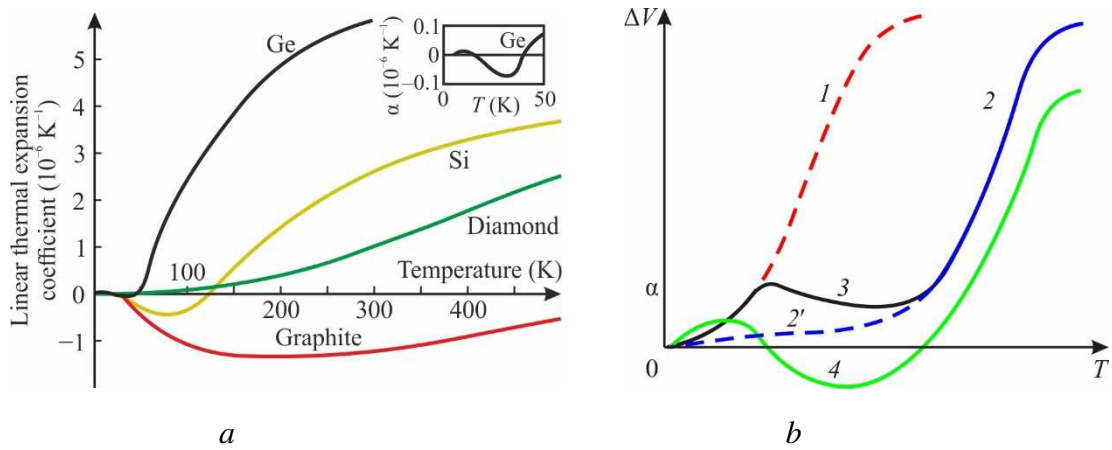 Linear thermal expansion
coefficient (10⁻⁶ K⁻¹)
5
4
3
2
1
0
−1
Ge
α (10⁻⁶ K⁻¹)
0.1
0
−0.1
Ge
0
T (K)
50
Si
Diamond
100
Temperature (K)
200
300
400
Graphite
a
ΔV
1
2
α
3
2'
0
4
T
b